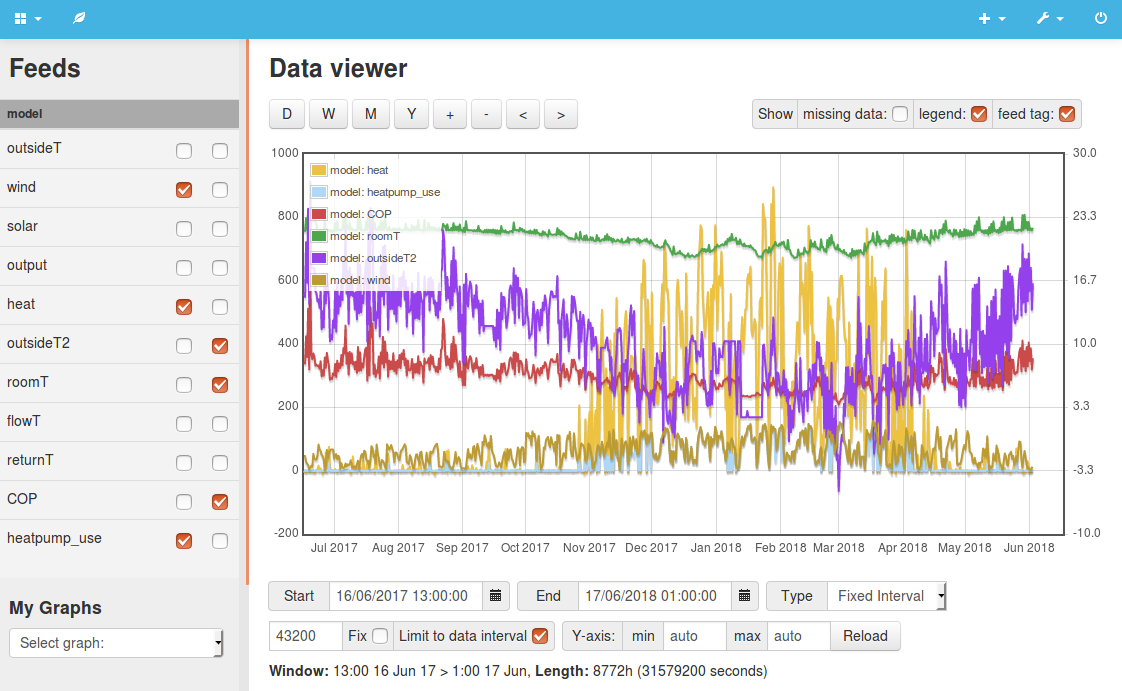 Feeds
model
outsideT
wind
solar
output
heat
outsideT2
roomT
flowT
returnT
COP
heatpump_use
My Graphs
Select graph:
Data viewer
D W M Y + - < >
Show missing data: legend: feed tag:
1000 30.0
800 23.3
600 16.7
400 10.0
200 3.3
0 -3.3
-200 -10.0
model: heat
model: heatpump_use
model: COP
model: roomT
model: outsideT2
model: wind
Jul 2017 Aug 2017 Sep 2017 Oct 2017 Nov 2017 Dec 2017 Jan 2018 Feb 2018 Mar 2018 Apr 2018 May 2018 Jun 2018
Start 16/06/2017 13:00:00 End 17/06/2018 01:00:00 Type Fixed Interval
43200 Fix Limit to data interval Y-axis: min auto max auto Reload
Window: 13:00 16 Jun 17 > 1:00 17 Jun, Length: 8772h (31579200 seconds)